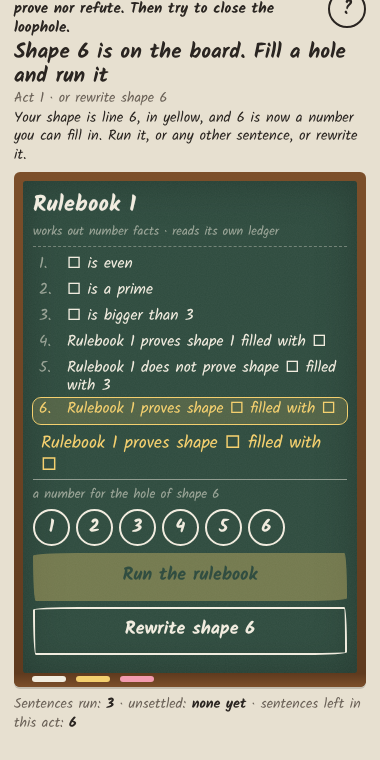 prove nor refute. Then try to close the
loophole.
?
Shape 6 is on the board. Fill a hole
and run it
Act 1 · or rewrite shape 6
Your shape is line 6, in yellow, and 6 is now a number
you can fill in. Run it, or any other sentence, or rewrite
it.
Rulebook 1
works out number facts · reads its own ledger
1. □ is even
2. □ is a prime
3. □ is bigger than 3
4. Rulebook 1 proves shape 1 filled with □
5. Rulebook 1 does not prove shape □ filled
with 3
6. Rulebook 1 proves shape □ filled with □
Rulebook 1 proves shape □ filled with
□
a number for the hole of shape 6
1 2 3 4 5 6
Run the rulebook
Rewrite shape 6
Sentences run: 3 · unsettled: none yet · sentences left in
this act: 6